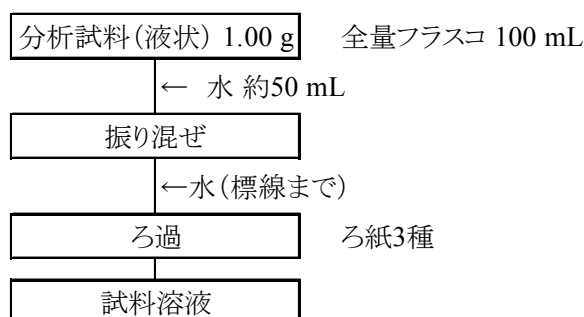 分析試料(液状) 1.00 g 全量フラスコ 100 mL
← 水 約50 mL
振り混ぜ
←水(標線まで)
ろ過 ろ紙3種
試料溶液